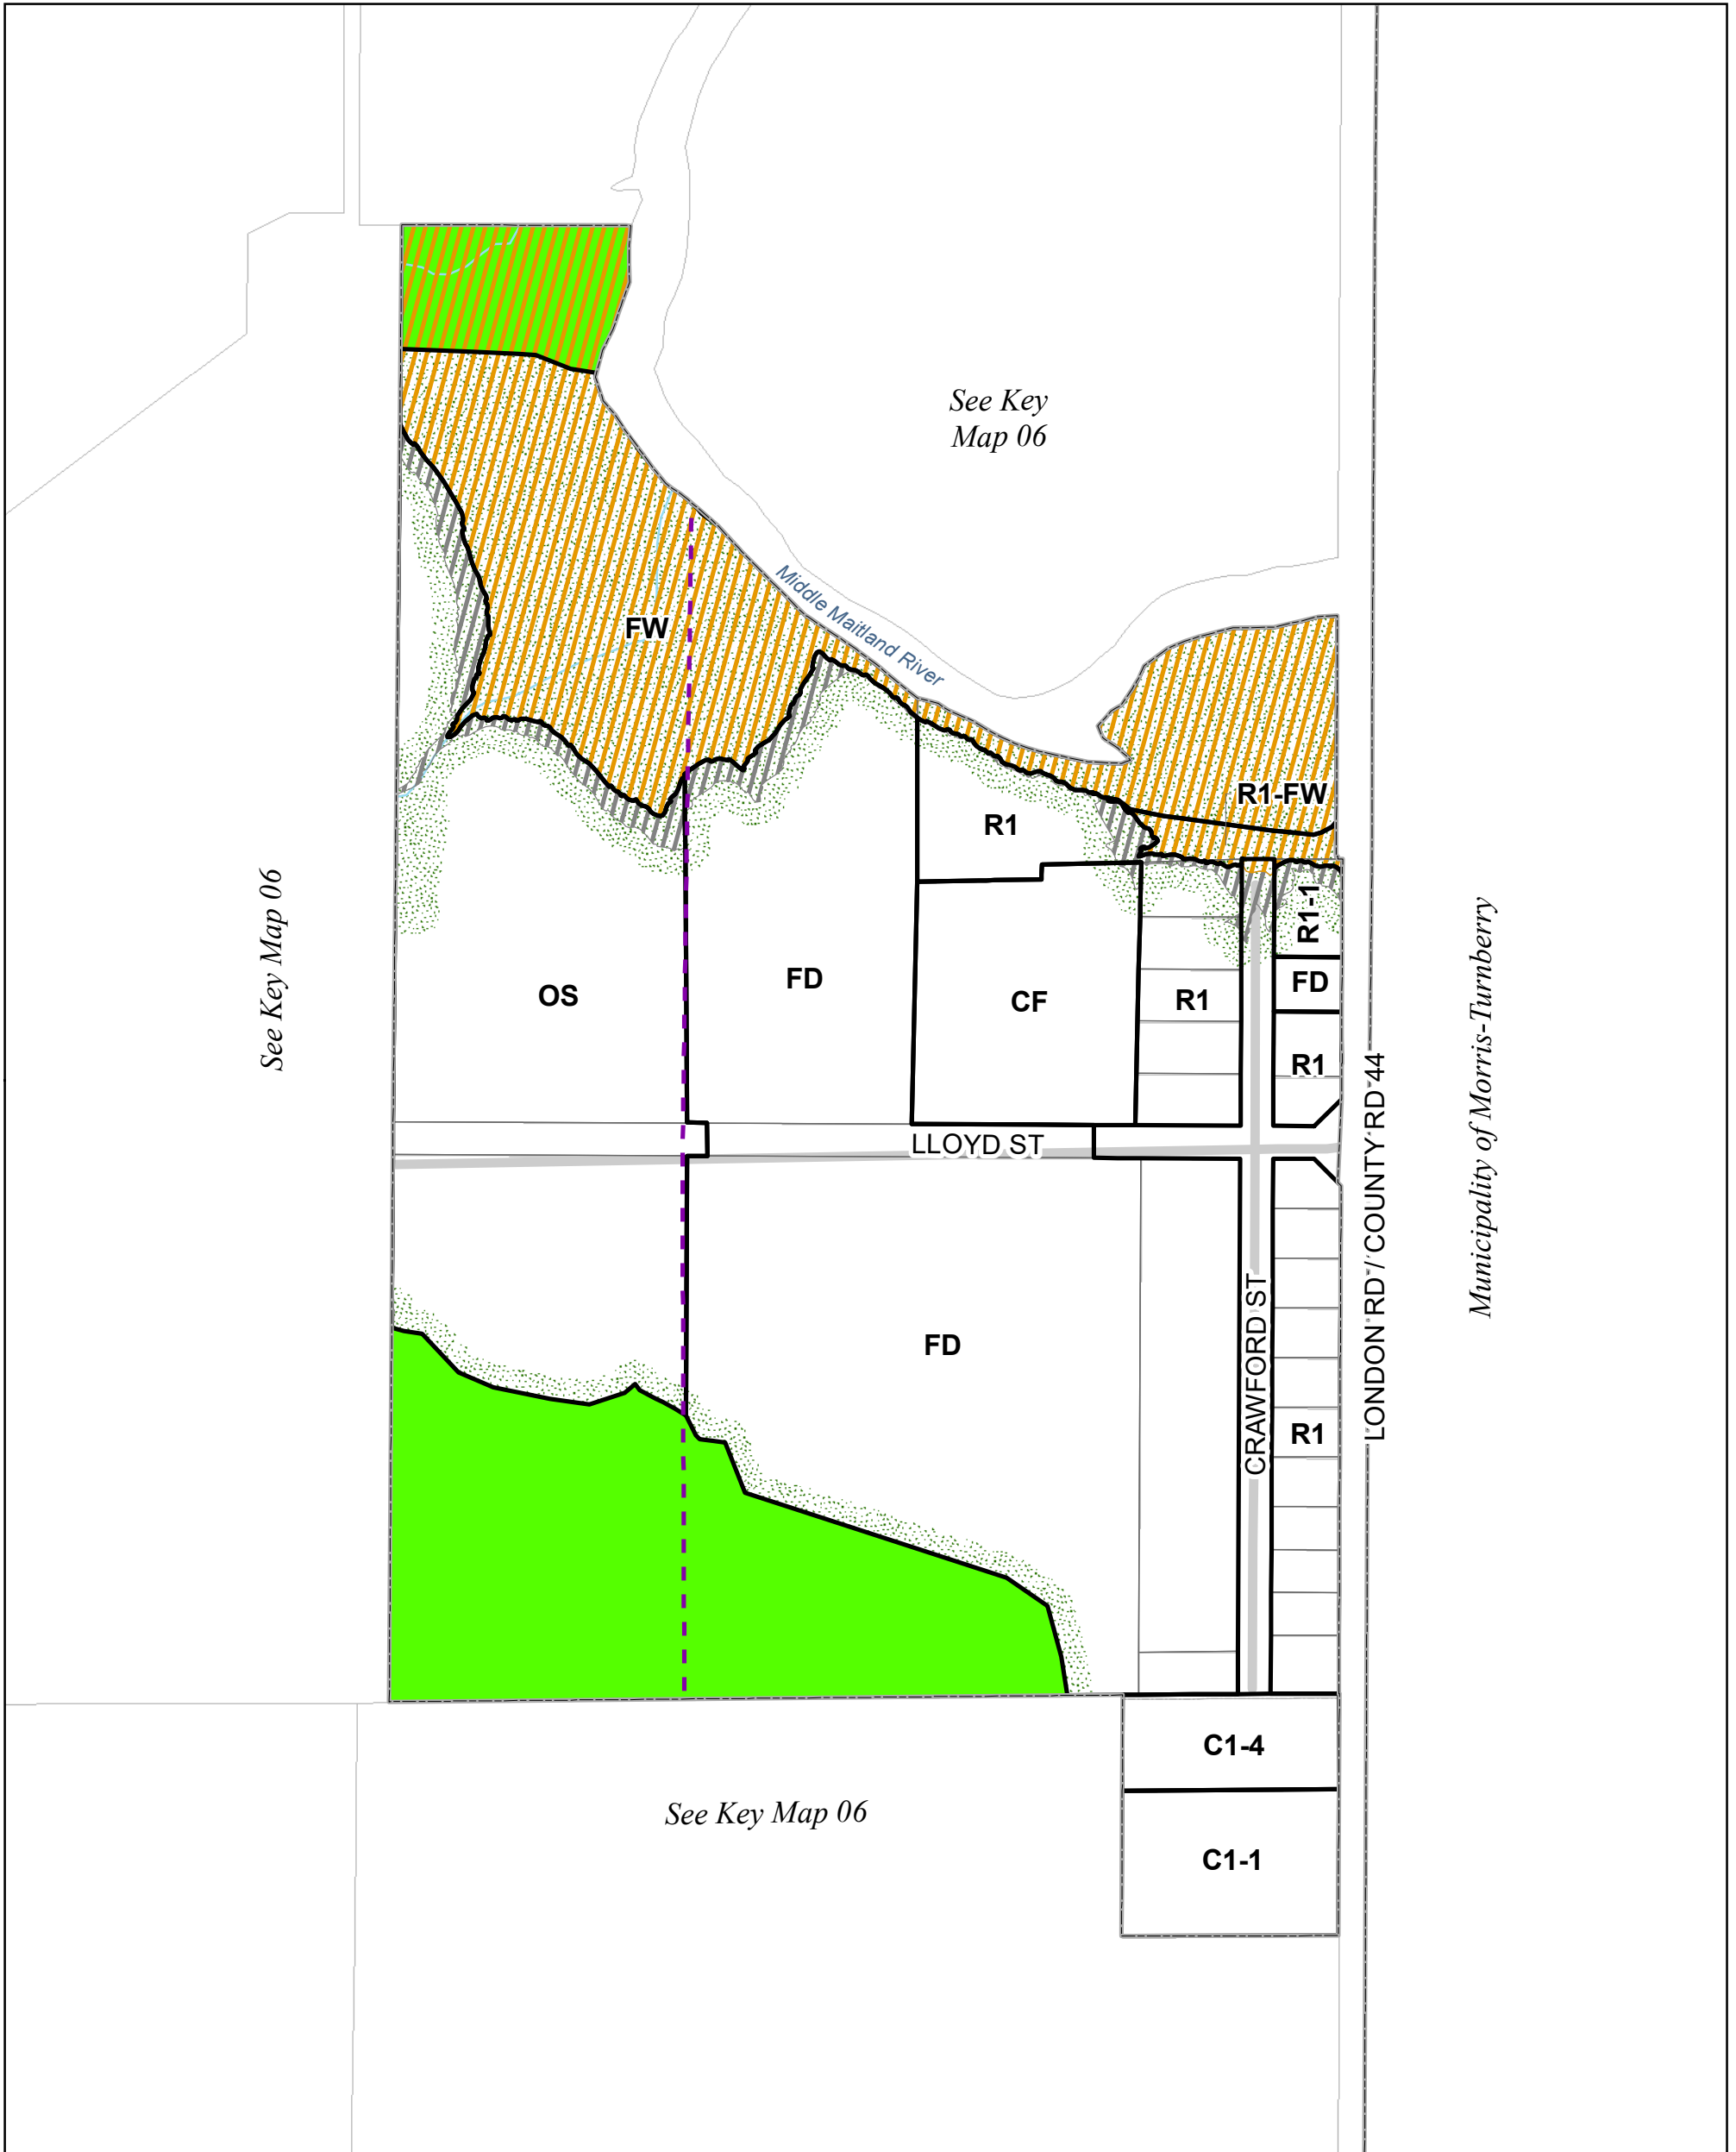 See Key
Map 06
Middle Maitland River
FW
R1-FW
R1
See Key Map 06
R1-1
FD
FD
OS
CF
R1
R1
Municipality of Morris-Turnberry
LLOYD ST
LONDON RD / COUNTY RD 44
CRAWFORD ST
FD
R1
C1-4
See Key Map 06
C1-1